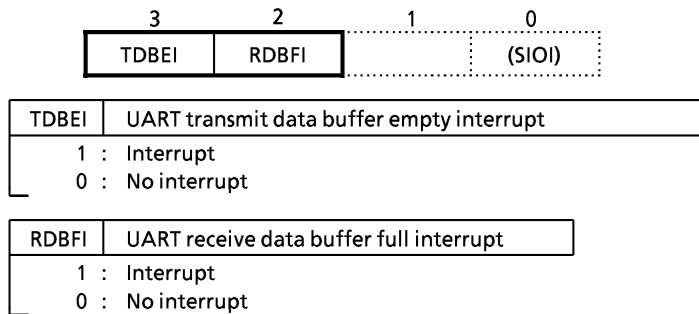 3 2 1 0
TDBEI RDBFI (SIOI)
TDBEI UART transmit data buffer empty interrupt
1 : Interrupt
0 : No interrupt
RDBFI UART receive data buffer full interrupt
1 : Interrupt
0 : No interrupt